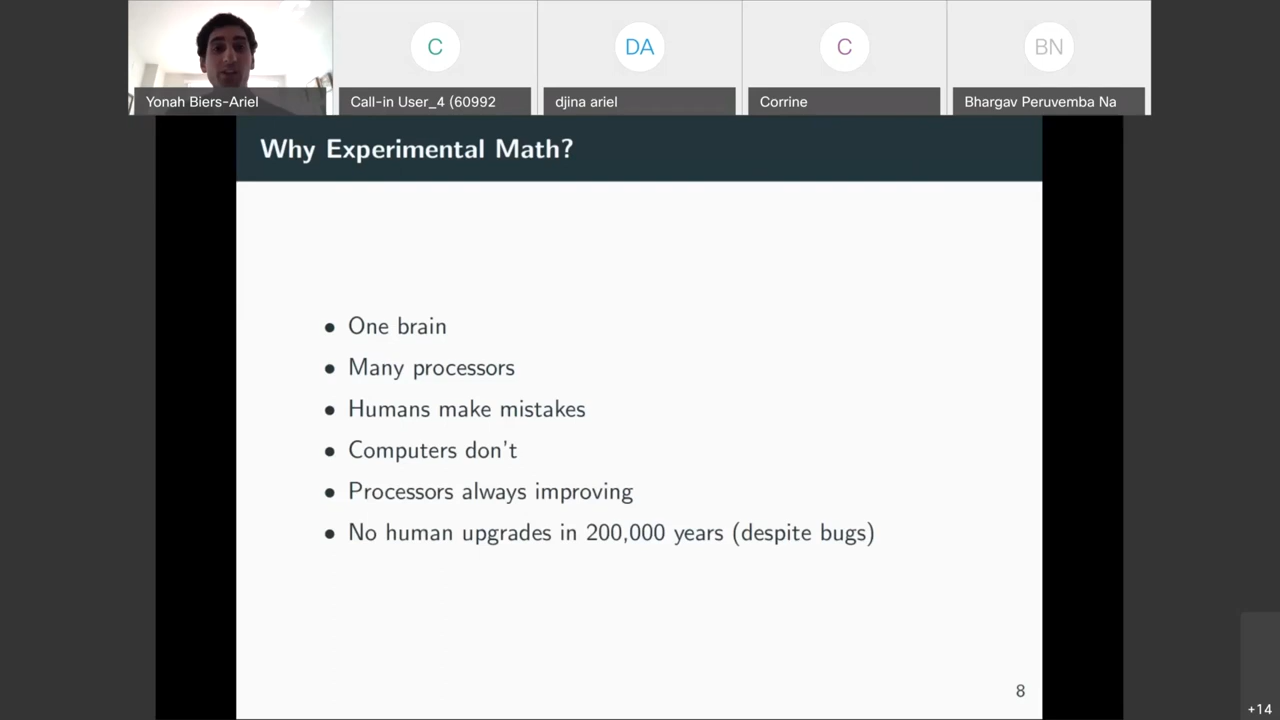 C
DA
C
BN
Yonah Biers-Ariel
Call-in User_4 (60992
djina ariel
Corrine
Bhargav Peruvemba Na
Why Experimental Math?
• One brain
• Many processors
• Humans make mistakes
• Computers don't
• Processors always improving
• No human upgrades in 200,000 years (despite bugs)
8
+14